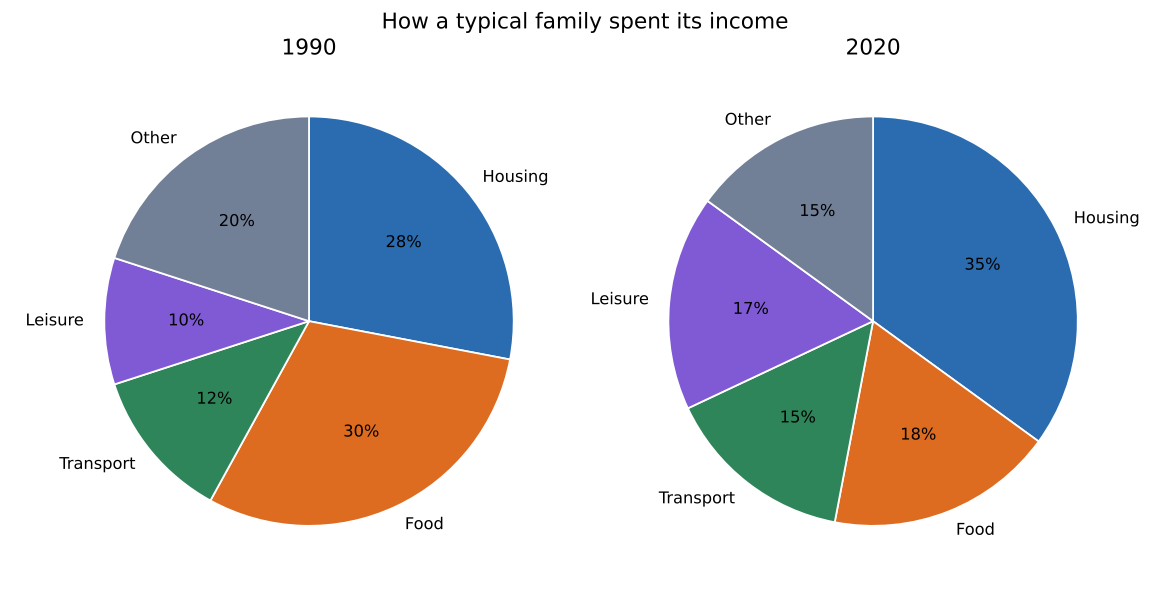 How a typical family spent its income
1990
Other
Housing
20%
28%
Leisure
10%
12%
30%
Transport
Food
2020
Other
Housing
15%
35%
Leisure
17%
15%
18%
Transport
Food